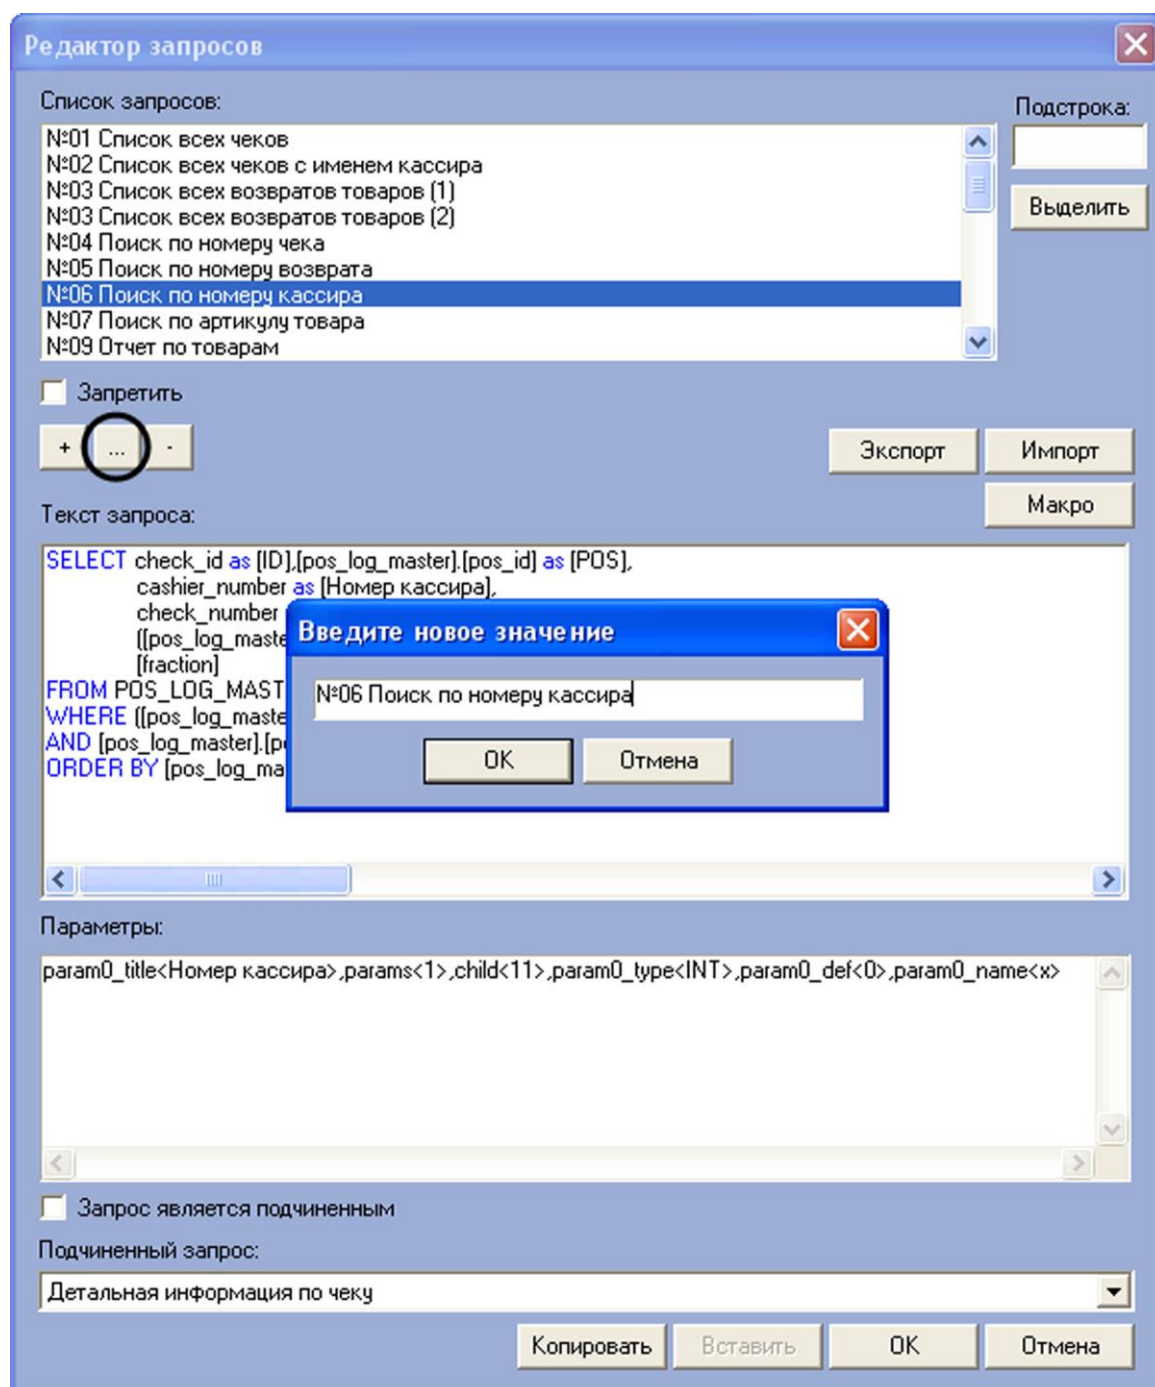 Редактор запросов
Список запросов:
Подстрока:
№01 Список всех чеков
№02 Список всех чеков с именем кассира
№03 Список всех возвратов товаров (1)
№03 Список всех возвратов товаров (2)
№04 Поиск по номеру чека
№05 Поиск по номеру возврата
№06 Поиск по номеру кассира
№07 Поиск по артикулу товара
№09 Отчет по товарам
Выделить
Запретить
+ ... -
Экспорт Импорт
Макро
Текст запроса:
SELECT check_id as [ID],[pos_log_master].[pos_id] as [POS],
cashier_number as [Номер кассира],
check_number
([pos_log_maste
[fraction]
FROM POS_LOG_MAST
WHERE ([pos_log_maste
AND [pos_log_master].[p
ORDER BY [pos_log_ma
Введите новое значение
№06 Поиск по номеру кассира
OK Отмена
Параметры:
param0_title<Номер кассира>,params<1>,child<11>,param0_type<INT>,param0_def<0>,param0_name<x>
Запрос является подчиненным
Подчиненный запрос:
Детальная информация по чеку
Копировать Вставить OK Отмена